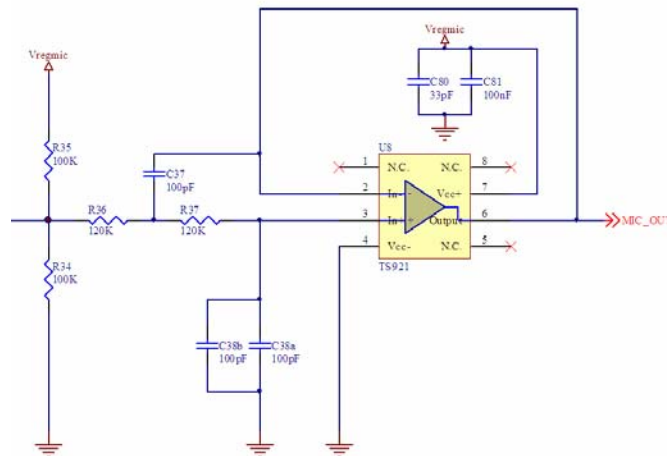 Vregmic
Vregmic
C80
33pF
C81
100nF
R35
100K
C37
100pF
U8
1 N.C. N.C. 8
2 In- - Vcc+ 7
3 In+ + Output 6
4 Vcc- N.C. 5
TS921
R36
120K
R37
120K
MIC_OUT
R34
100K
C38b
100pF
C38a
100pF